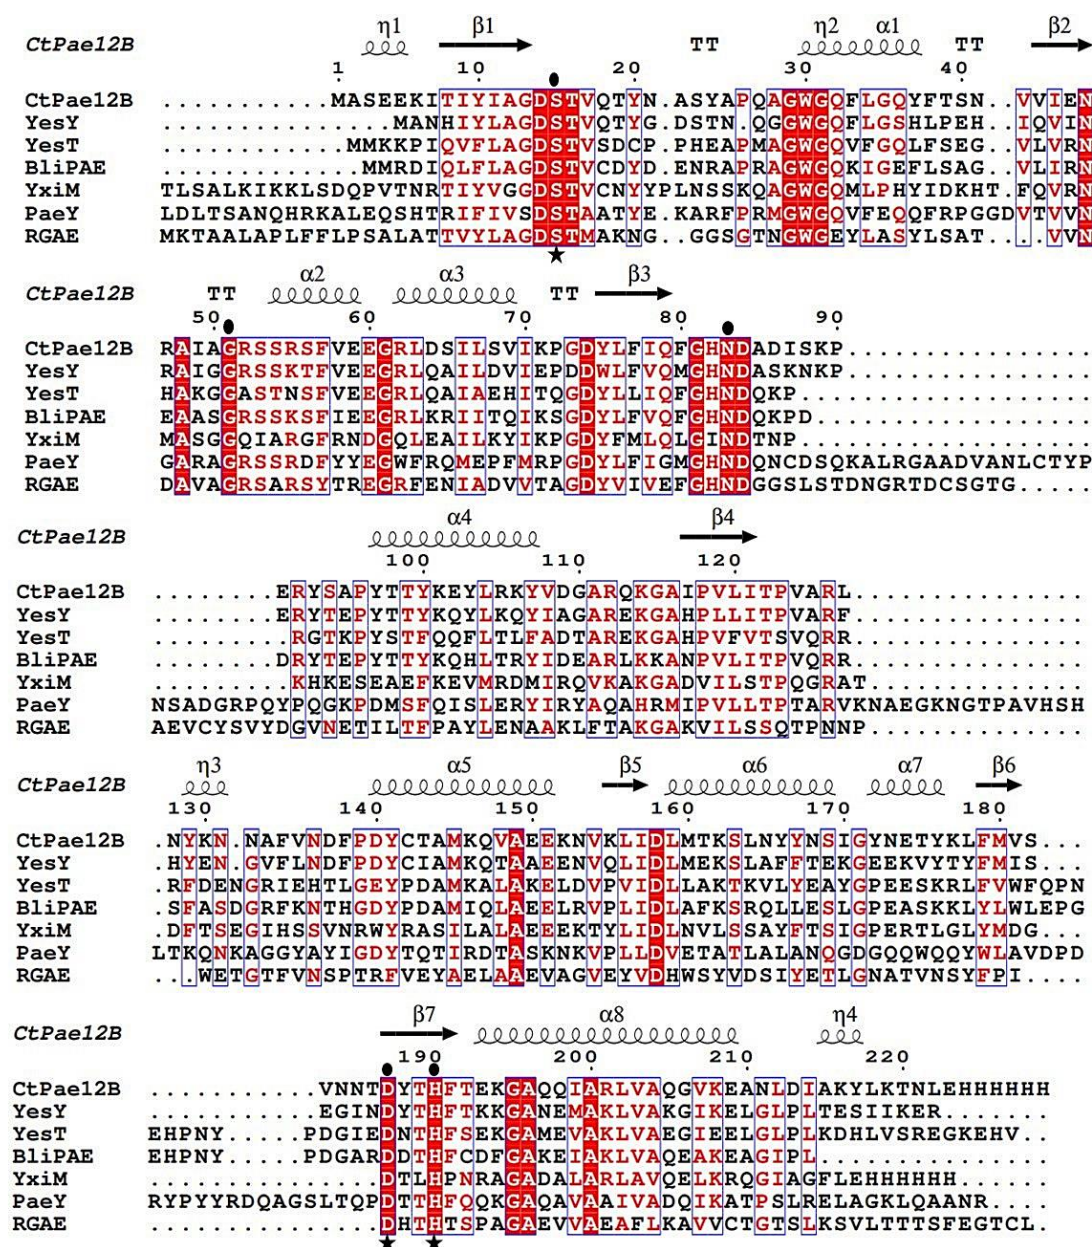 CtPae12B η1 β1 TT η2 α1 TT β2
1 10 20 30 40
CtPae12B ...........MASEEKITIYIAGDSTVQTYN.ASYAPQAGWGQFLGQYFTSN..VVIEN
YesY ...............MANHIYLAGDSTVQTYG.DSTN.QGGWGQFLGSHLPEH..IQVIN
YesT ............MMKKPIQVFLAGDSTVSDCP.PHEAPMAGWGQVFGQLFSEG..VLVRN
BliPAE .............MMRDIQLFLAGDSTVCDYD.ENRAPRAGWGQKIGEFLSAG..VLIRN
YxiM TLSALKIKKLSDQPVTNRTIYVGGDSTVCNYYPLNSSKQAGWGQMLPHYIDKHT.FQVRN
PaeY LDLTSANQHRKALEQSHTRIFIVSDSTAATYE.KARFPRMGWGQVFEQQFRPGGDVTVVN
RGAE MKTAALAPLFFLPSALATTVYLAGDSTMAKNG..GGSGTNGWGEYLASYLSAT....VVN
CtPae12B TT α2 α3 TT β3
50 60 70 80 90
CtPae12B RAIAGRSSRSFVEEGRLDSILSVIKPGDYLFIQFGHNDADISKP................
YesY RAIGGRSSKTFVEEGRLQAILDVIEPDDWLFVQMGHNDASKNKP................
YesT HAKGGASTNSFVEEGRLQAIAEHITQGDYLLIQFGHNDQKP...................
BliPAE EAASGRSSKSFIEEGRLKRIITQIKSGDYLFVQFGHNDQKPD..................
YxiM MASGGQIARGFRNDGQLEAILKYIKPGDYFMLQLGINDTNP...................
PaeY GARAGRSSRDFYYEGWFRQMEPFMRPGDYLFIGMGHNDQNCDSQKALRGAADVANLCTYP
RGAE DAVAGRSARSYTREGRFENIADVVTAGDYVIVEFGHNDGGSLSTDNGRTDCSGTG.....
CtPae12B α4 β4
100 110 120
CtPae12B ........ERYSAPYTTYKEYLRKYVDGARQKGAIPVLITPVARL...............
YesY ........ERYTEPYTTYKQYLKQYIAGAREKGAHPLLITPVARF...............
YesT .........RGTKPYSTFQQFLTLFADTAREKGAHPVFVTSVQRR...............
BliPAE ........DRYTEPYTTYKQHLTRYIDEARLKKANPVLITPVQRR...............
YxiM .........KHKESEAEFKEVMRDMIRQVKAKGADVILSTPQGRAT..............
PaeY NSADGRPQYPQGKPDMSFQISLERYIRYAQAHRMIPVLLTPTARVKNAEGKNGTPAVHSH
RGAE AEVCYSVYDGVNETILTFPAYLENAAKLFTAKGAKVILSSQTPNNP..............
CtPae12B η3 α5 β5 α6 α7 β6
130 140 150 160 170 180
CtPae12B .NYKN.NAFVNDFPDYCTAMKQVAEEKNVKLIDLMTKSLNYYNSIGYNETYKLFMVS...
YesY .HYEN.GVFLNDFPDYCIAMKQTAAEENVQLIDLMEKSLAFFTEKGEEKVYTYFMIS...
YesT .RFDENGRIEHTLGEYPDAMKALAKELDVPVIDLLAKTKVLYEAYGPEESKRLFVWFQPN
BliPAE .SFASDGRFKNTHGDYPDAMIQLAEELRVPLIDLAFKSRQLLESLGPEASKKLYLWLEPG
YxiM .DFTSEGIHSSVNRWYRASILALAEEEKTYLIDLNVLSSAYFTSIGPERTLGLYMDG...
PaeY LTKQNKAGGYAYIGDYTQTIRDTASKNKVPLLDVETATLALANQGDGQQWQQYWLAVDPD
RGAE ...WETGTFVNSPTRFVEYAELAAEVAGVEYVDHWSYVDSIYETLGNATVNSYFPI....
CtPae12B β7 α8 η4
190 200 210 220
CtPae12B VNNTDYTHFTEKGAQQIARLVAQGVKEANLDIAKYLKTNLEHHHHHH
YesY EGINDYTHFTKKGANEMAKLVAKGIKELGLPLTESIIKER.......
YesT EHPNY.....PDGIEDNTHFSEKGAMEVAKLVAEGIEELGLPLKDHLVSREGKEHV..
BliPAE EHPNY.....PDGARDDTHFCDFGAKEIARLVAQEAKEAGIPL...............
YxiM ...............DTLHPNRAGADALARLAVQELKRQGIAGFLEHHHHHH......
PaeY RYPYYRDQAGSLTQPDTTHFQQKGAQAVAAIVADQIKATPSLRELAGKLQAANR....
RGAE ...............DHTHTSPAGAEVVAEAFLKAVVCTGTSLKSVLTTTSFEGTCL.